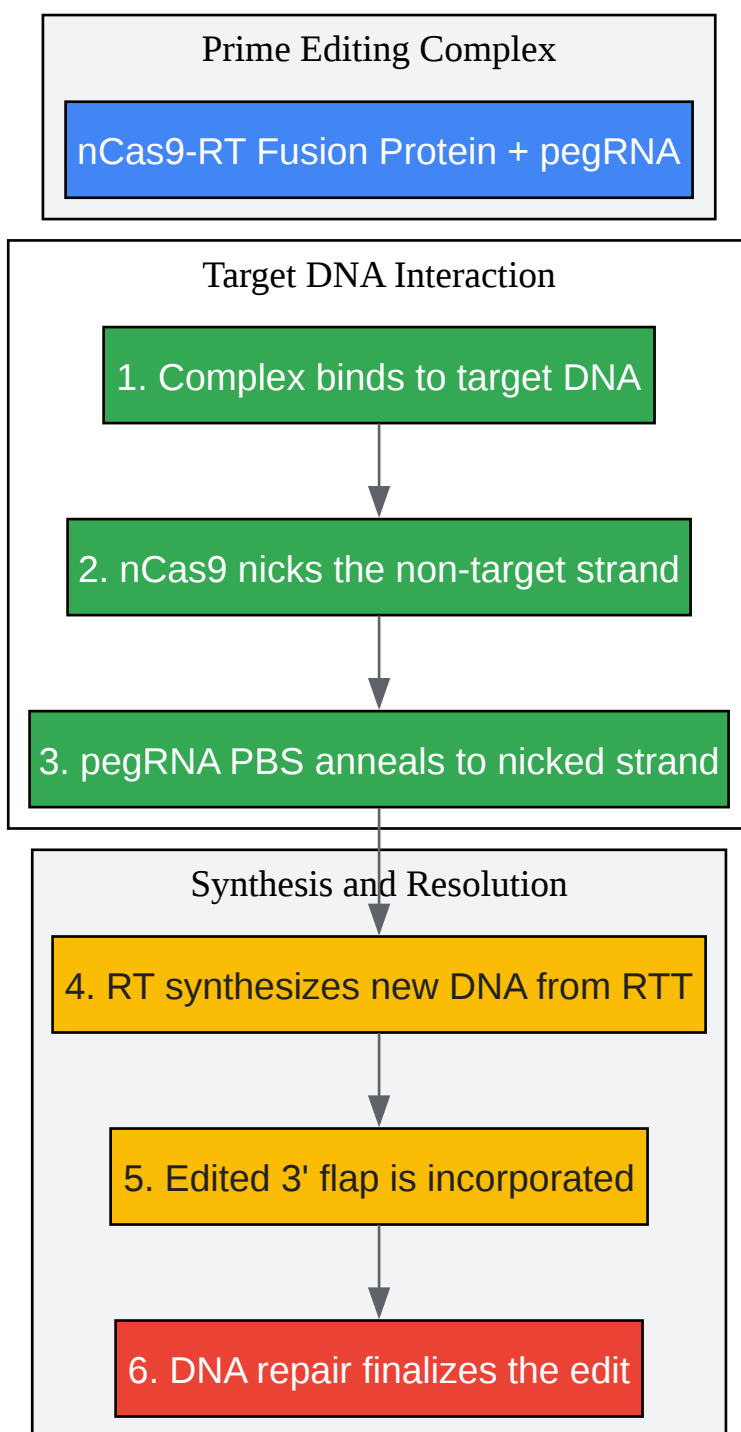 Prime Editing Complex
nCas9-RT Fusion Protein + pegRNA
Target DNA Interaction
1. Complex binds to target DNA
2. nCas9 nicks the non-target strand
3. pegRNA PBS anneals to nicked strand
Synthesis and Resolution
4. RT synthesizes new DNA from RTT
5. Edited 3' flap is incorporated
6. DNA repair finalizes the edit